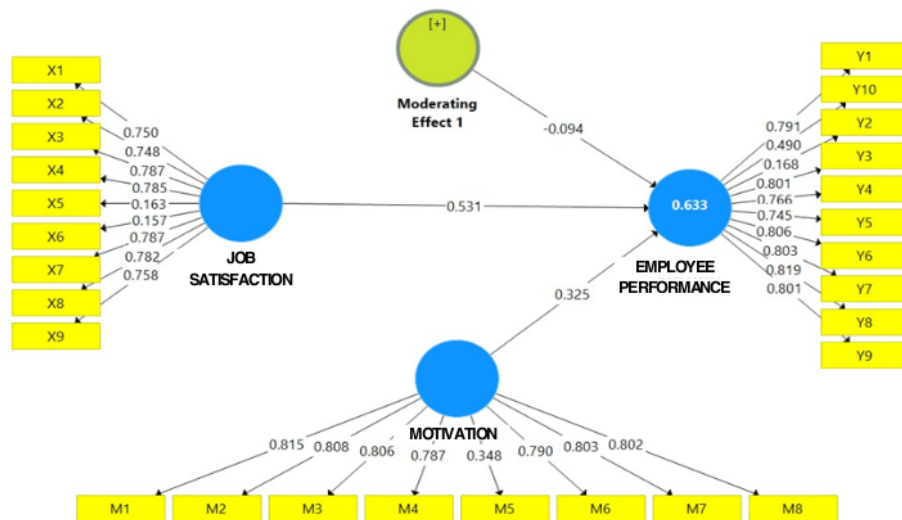 [+]
Moderating
Effect 1
X1
X2
X3
X4
X5
X6
X7
X8
X9
0.750
0.748
0.787
0.785
0.163
0.157
0.787
0.782
0.758
JOB
SATISFACTION
-0.094
0.531
0.325
0.633
EMPLOYEE
PERFORMANCE
0.791
0.490
0.168
0.801
0.766
0.745
0.806
0.803
0.819
0.801
Y1
Y10
Y2
Y3
Y4
Y5
Y6
Y7
Y8
Y9
MOTIVATION
0.815
0.808
0.806
0.787
0.348
0.790
0.803
0.802
M1
M2
M3
M4
M5
M6
M7
M8